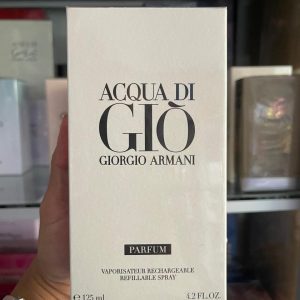 ACQUA DI
GIÒ
GIORGIO ARMANI
PARFUM
VAPORISATEUR RECHARGEABLE
REFILLABLE SPRAY
℮ 125 ml 4.2 FL.OZ.